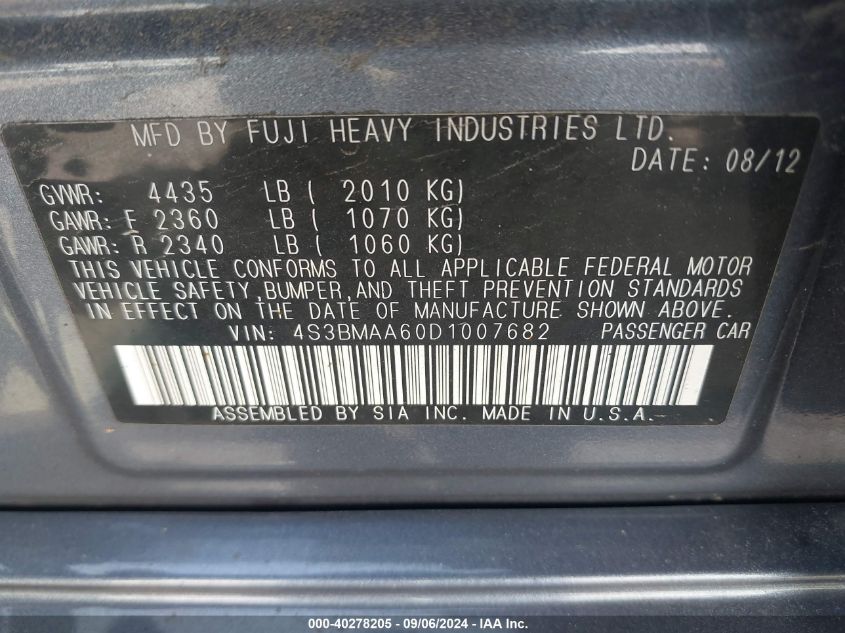 MFD BY FUJI HEAVY INDUSTRIES LTD.
DATE: 08/12
GVWR: 4435 LB ( 2010 KG)
GAWR: F 2360 LB ( 1070 KG)
GAWR: R 2340 LB ( 1060 KG)
THIS VEHICLE CONFORMS TO ALL APPLICABLE FEDERAL MOTOR
VEHICLE SAFETY,BUMPER,AND THEFT PREVENTION STANDARDS
IN EFFECT ON THE DATE OF MANUFACTURE SHOWN ABOVE.
VIN: 4S3BMAA60D1007682 PASSENGER CAR
ASSEMBLED BY SIA INC. MADE IN U.S.A.
000-40278205 - 09/06/2024 - IAA Inc.